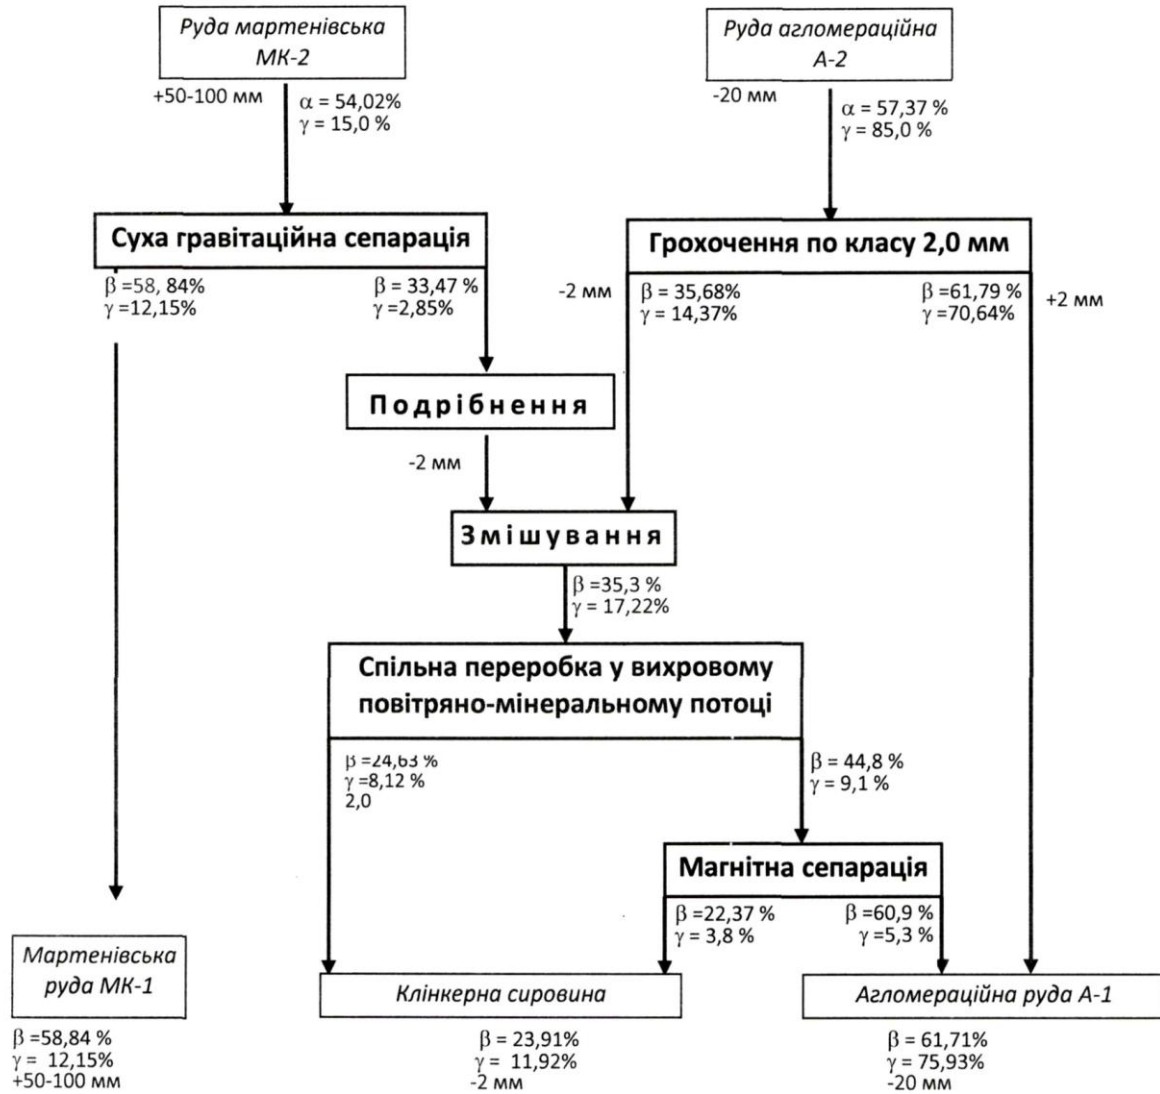 Руда мартенівська
МК-2
Руда агломераційна
А-2
+50-100 мм
α = 54,02%
γ = 15,0 %
-20 мм
α = 57,37 %
γ = 85,0 %
Суха гравітаційна сепарація
Грохочення по класу 2,0 мм
β =58, 84%
γ =12,15%
β = 33,47 %
γ =2,85%
-2 мм
β = 35,68%
γ = 14,37%
β =61,79 %
γ =70,64%
+2 мм
Подрібнення
-2 мм
Змішування
β =35,3 %
γ = 17,22%
Спільна переробка у вихровому
повітряно-мінеральному потоці
β =24,63 %
γ =8,12 %
2,0
β = 44,8 %
γ = 9,1 %
Магнітна сепарація
β =22,37 %
γ = 3,8 %
β =60,9 %
γ =5,3 %
Мартенівська
руда МК-1
Клінкерна сировина
Агломераційна руда А-1
β =58,84 %
γ = 12,15%
+50-100 мм
β = 23,91%
γ = 11,92%
-2 мм
β = 61,71%
γ = 75,93%
-20 мм